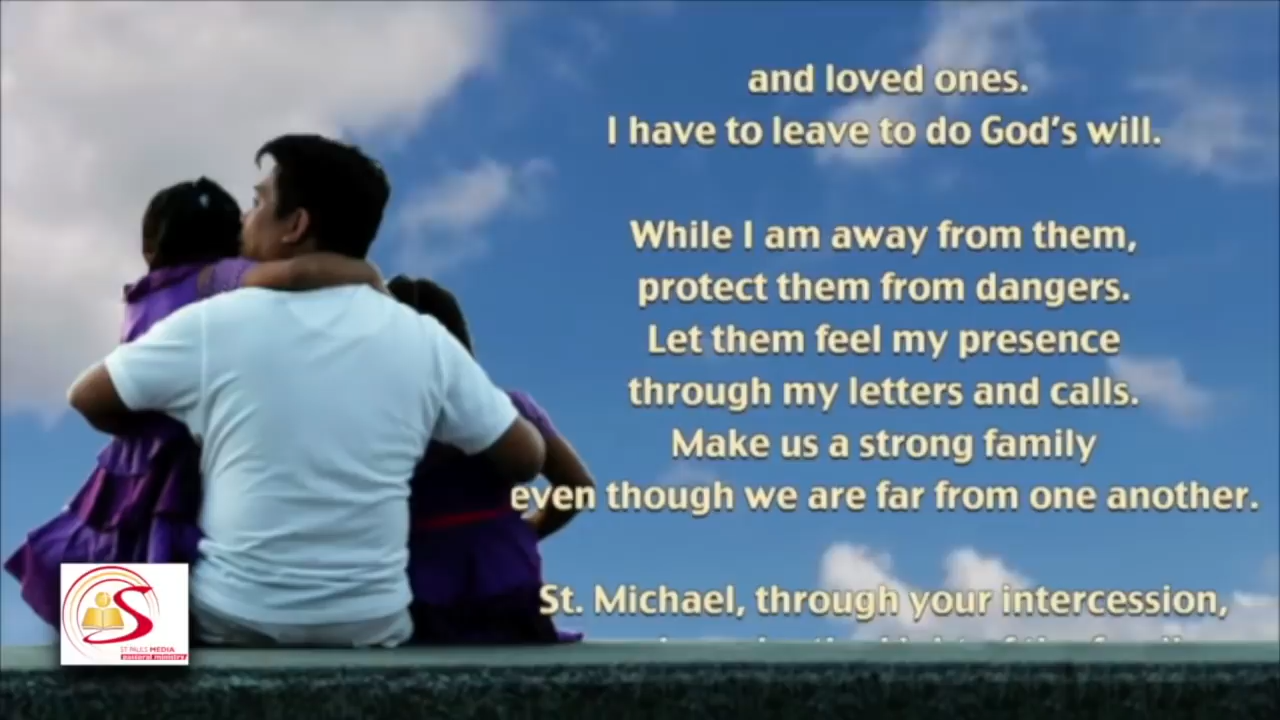 and loved ones.
I have to leave to do God's will.
While I am away from them,
protect them from dangers.
Let them feel my presence
through my letters and calls.
Make us a strong family
even though we are far from one another.
St. Michael, through your intercession,
S
ST PAULS MEDIA
pastoral ministry